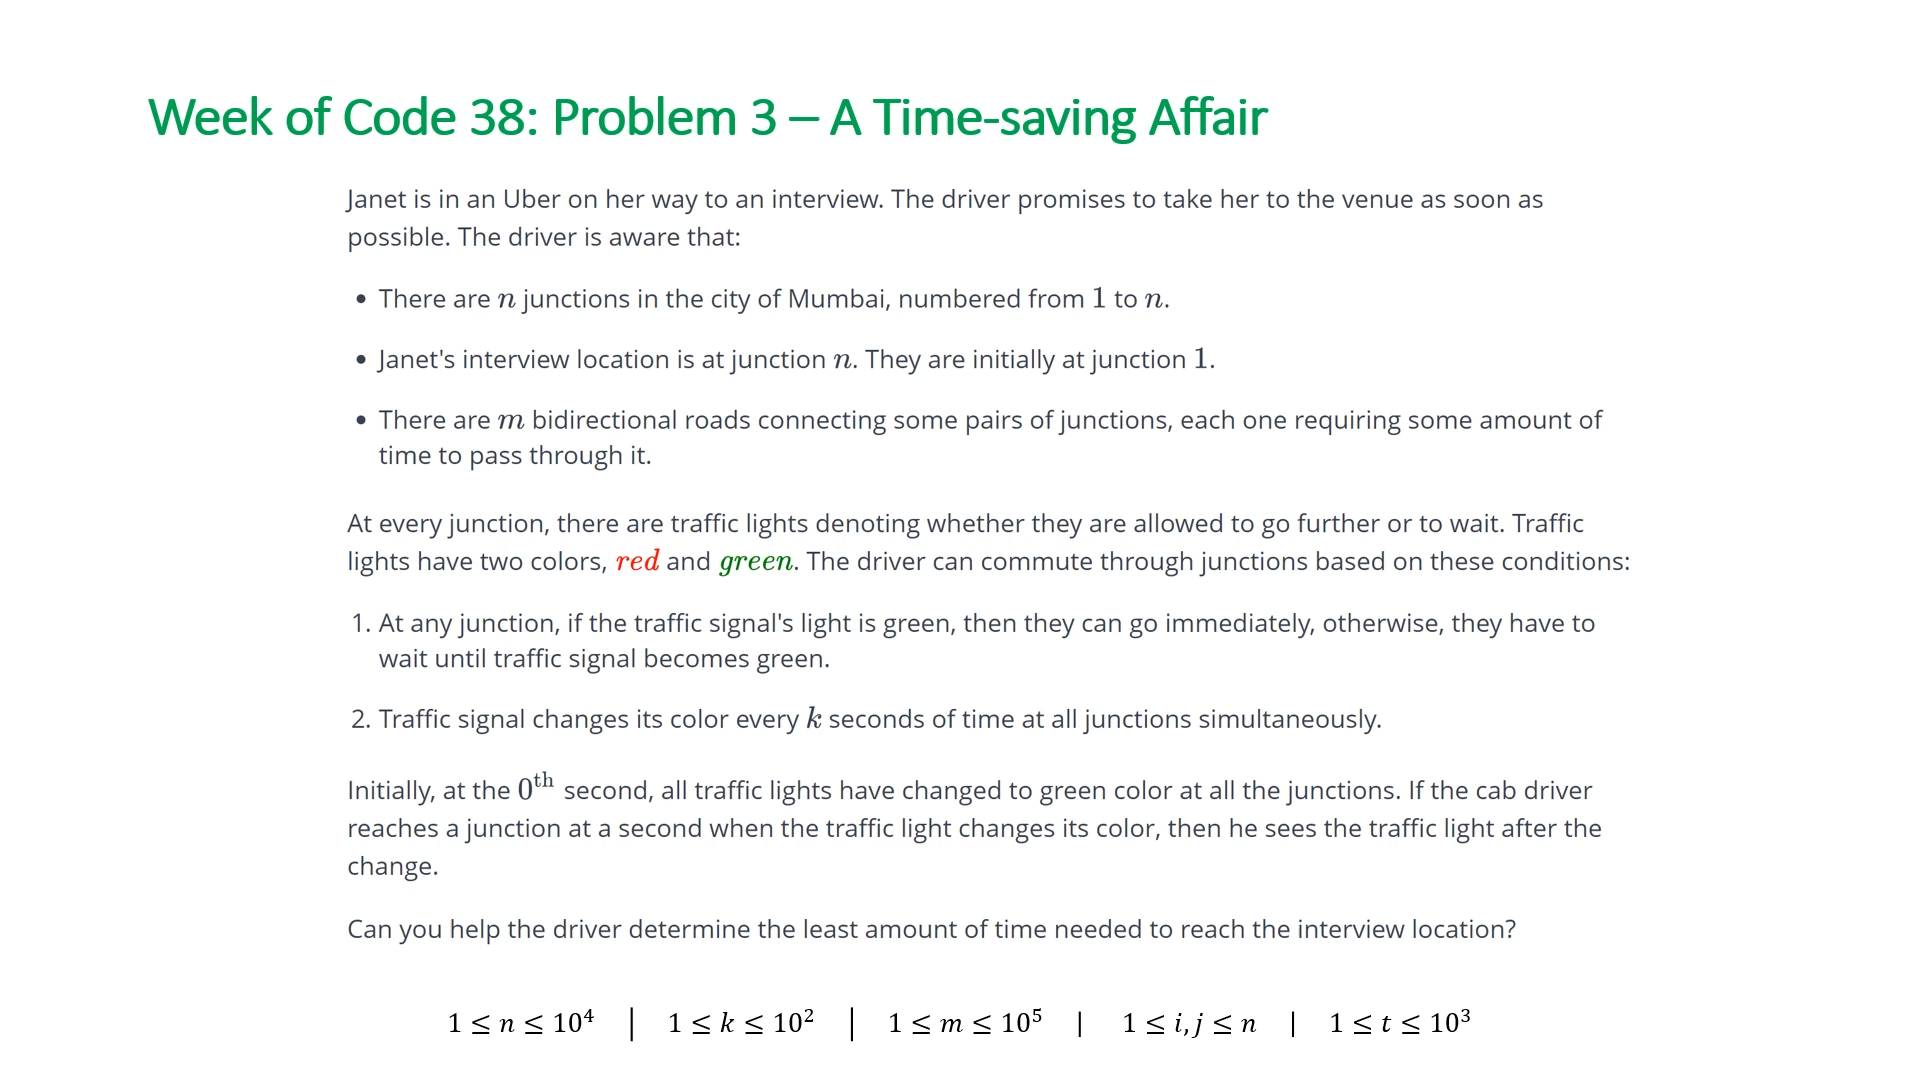 Week of Code 38: Problem 3 – A Time-saving Affair
Janet is in an Uber on her way to an interview. The driver promises to take her to the venue as soon as
possible. The driver is aware that:
• There are n junctions in the city of Mumbai, numbered from 1 to n.
• Janet's interview location is at junction n. They are initially at junction 1.
• There are m bidirectional roads connecting some pairs of junctions, each one requiring some amount of
time to pass through it.
At every junction, there are traffic lights denoting whether they are allowed to go further or to wait. Traffic
lights have two colors, red and green. The driver can commute through junctions based on these conditions:
1. At any junction, if the traffic signal's light is green, then they can go immediately, otherwise, they have to
wait until traffic signal becomes green.
2. Traffic signal changes its color every k seconds of time at all junctions simultaneously.
Initially, at the 0th second, all traffic lights have changed to green color at all the junctions. If the cab driver
reaches a junction at a second when the traffic light changes its color, then he sees the traffic light after the
change.
Can you help the driver determine the least amount of time needed to reach the interview location?
1 ≤ n ≤ 10⁴ | 1 ≤ k ≤ 10² | 1 ≤ m ≤ 10⁵ | 1 ≤ i, j ≤ n | 1 ≤ t ≤ 10³